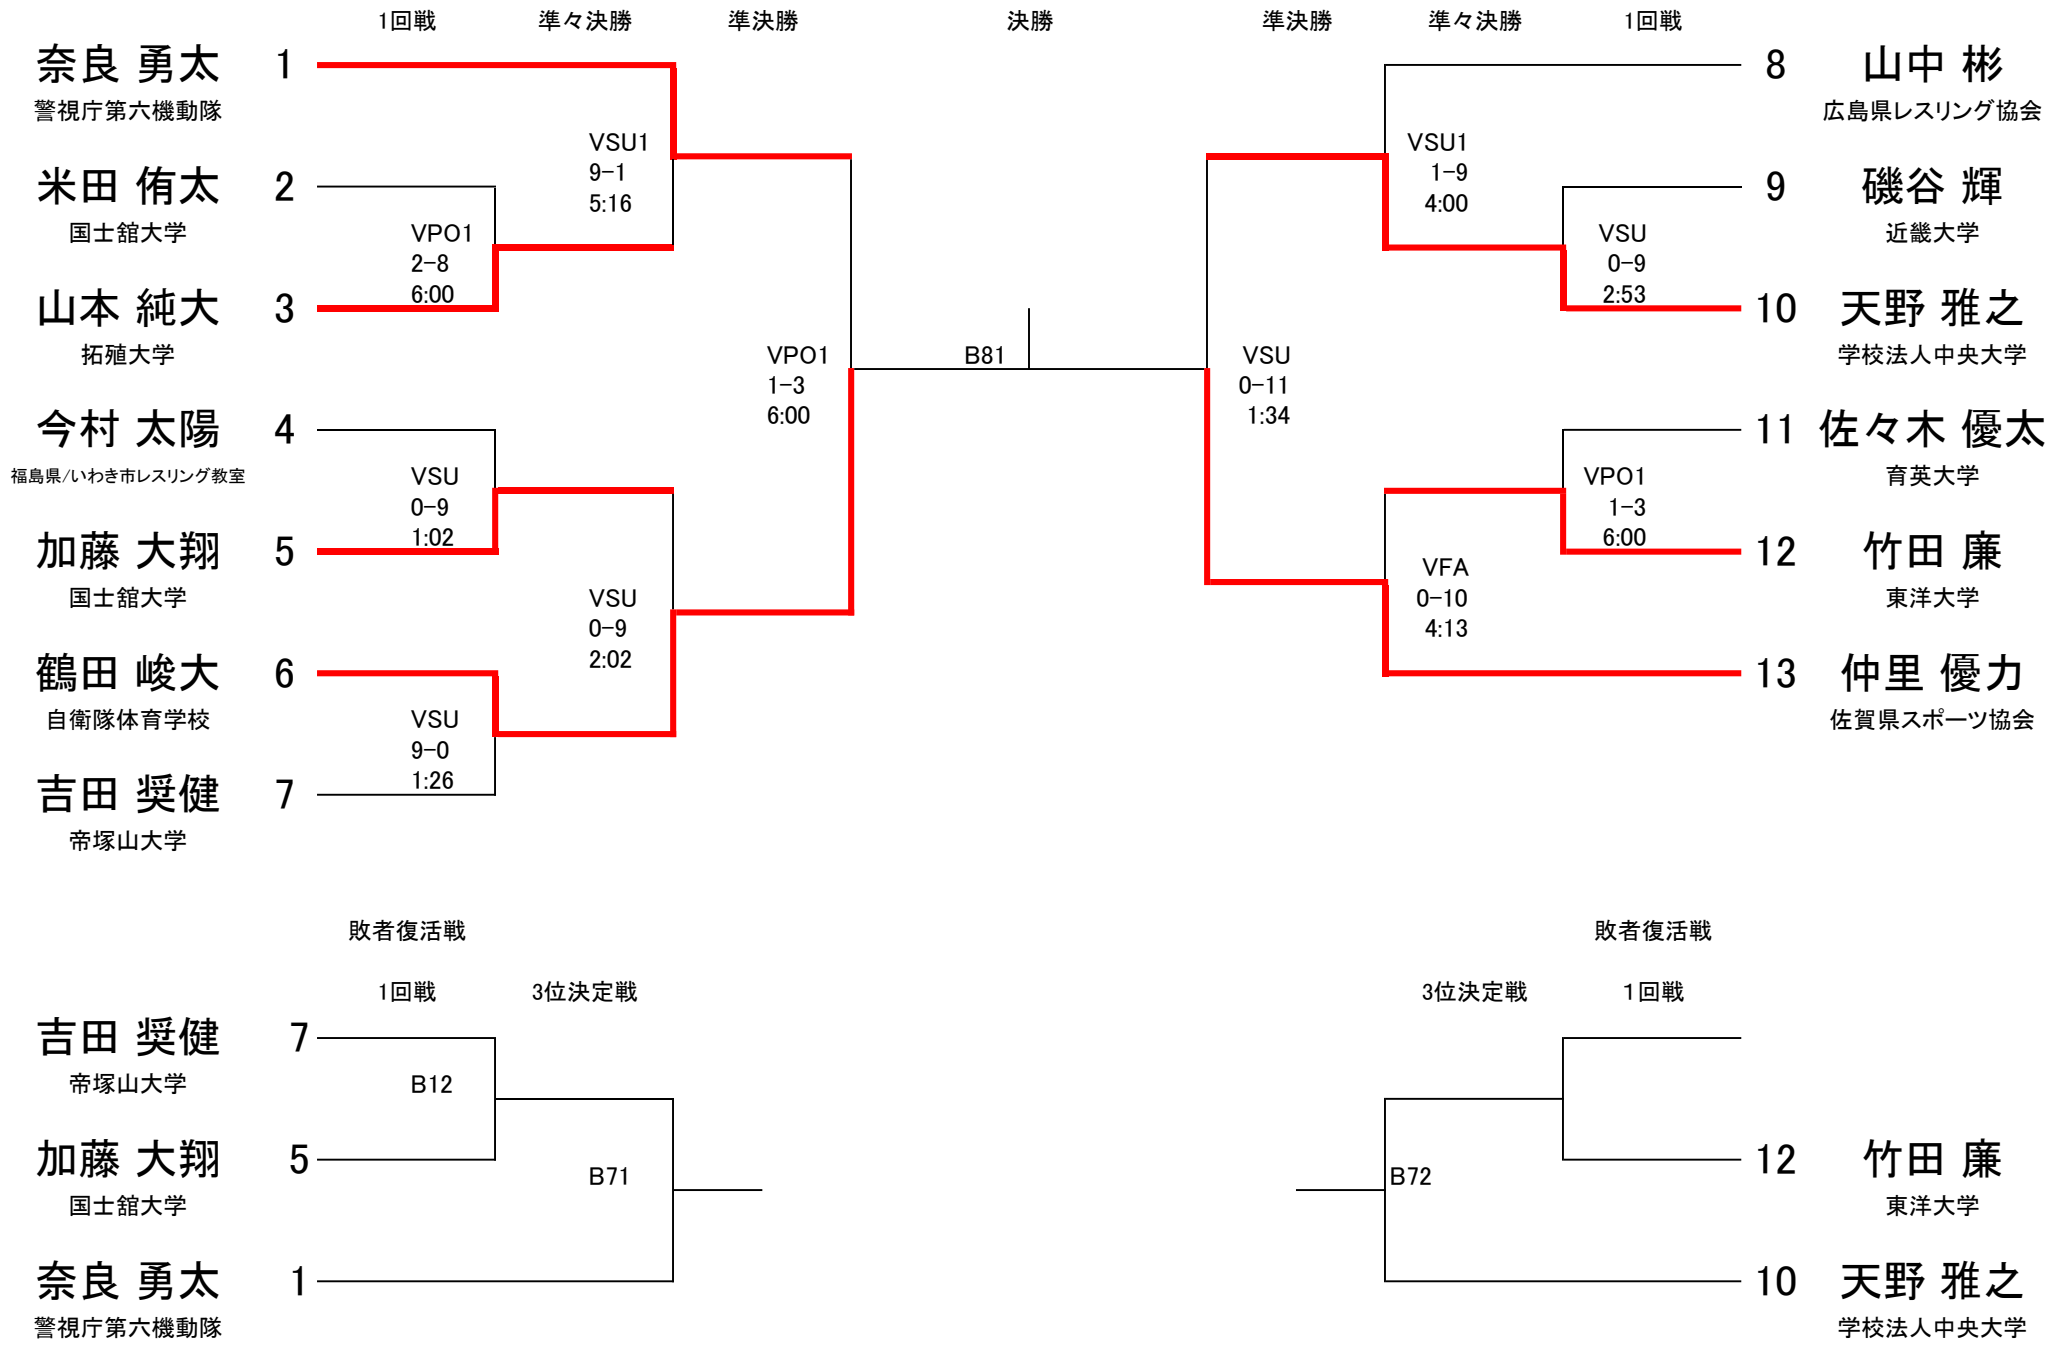 1回戦 準々決勝 準決勝 決勝 準決勝 準々決勝 1回戦
奈良 勇太 1
警視庁第六機動隊
米田 侑太 2
国士舘大学
山本 純大 3
拓殖大学
今村 太陽 4
福島県/いわき市レスリング教室
加藤 大翔 5
国士舘大学
鶴田 峻大 6
自衛隊体育学校
吉田 奨健 7
帝塚山大学
VPO1
2-8
6:00
VSU
0-9
1:02
VSU
9-0
1:26
VSU1
9-1
5:16
VSU
0-9
2:02
VPO1
1-3
6:00
B81
VSU
0-11
1:34
VSU1
1-9
4:00
VFA
0-10
4:13
VSU
0-9
2:53
VPO1
1-3
6:00
8 山中 彬
広島県レスリング協会
9 磯谷 輝
近畿大学
10 天野 雅之
学校法人中央大学
11 佐々木 優太
育英大学
12 竹田 廉
東洋大学
13 仲里 優力
佐賀県スポーツ協会
敗者復活戦
1回戦 3位決定戦
吉田 奨健 7
帝塚山大学
B12
加藤 大翔 5
国士舘大学
B71
奈良 勇太 1
警視庁第六機動隊
敗者復活戦
3位決定戦 1回戦
12 竹田 廉
東洋大学
B72
10 天野 雅之
学校法人中央大学